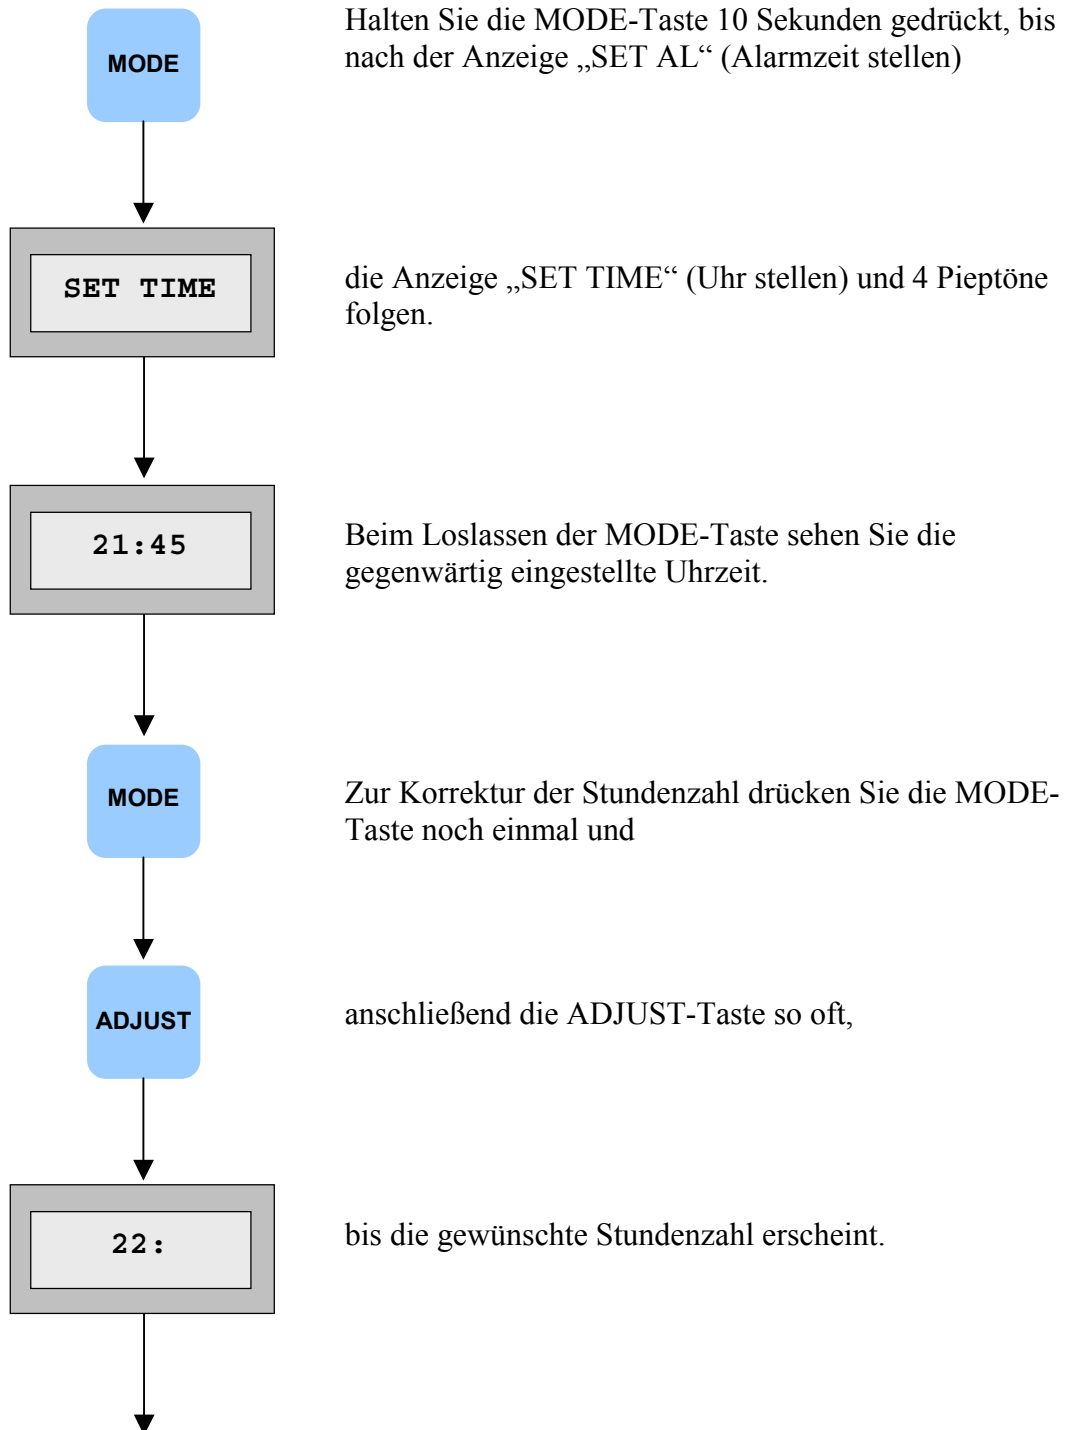 MODE
Halten Sie die MODE-Taste 10 Sekunden gedrückt, bis
nach der Anzeige „SET AL“ (Alarmzeit stellen)
SET TIME
die Anzeige „SET TIME“ (Uhr stellen) und 4 Pieptöne
folgen.
21:45
Beim Loslassen der MODE-Taste sehen Sie die
gegenwärtig eingestellte Uhrzeit.
MODE
Zur Korrektur der Stundenzahl drücken Sie die MODE-
Taste noch einmal und
ADJUST
anschließend die ADJUST-Taste so oft,
22:
bis die gewünschte Stundenzahl erscheint.